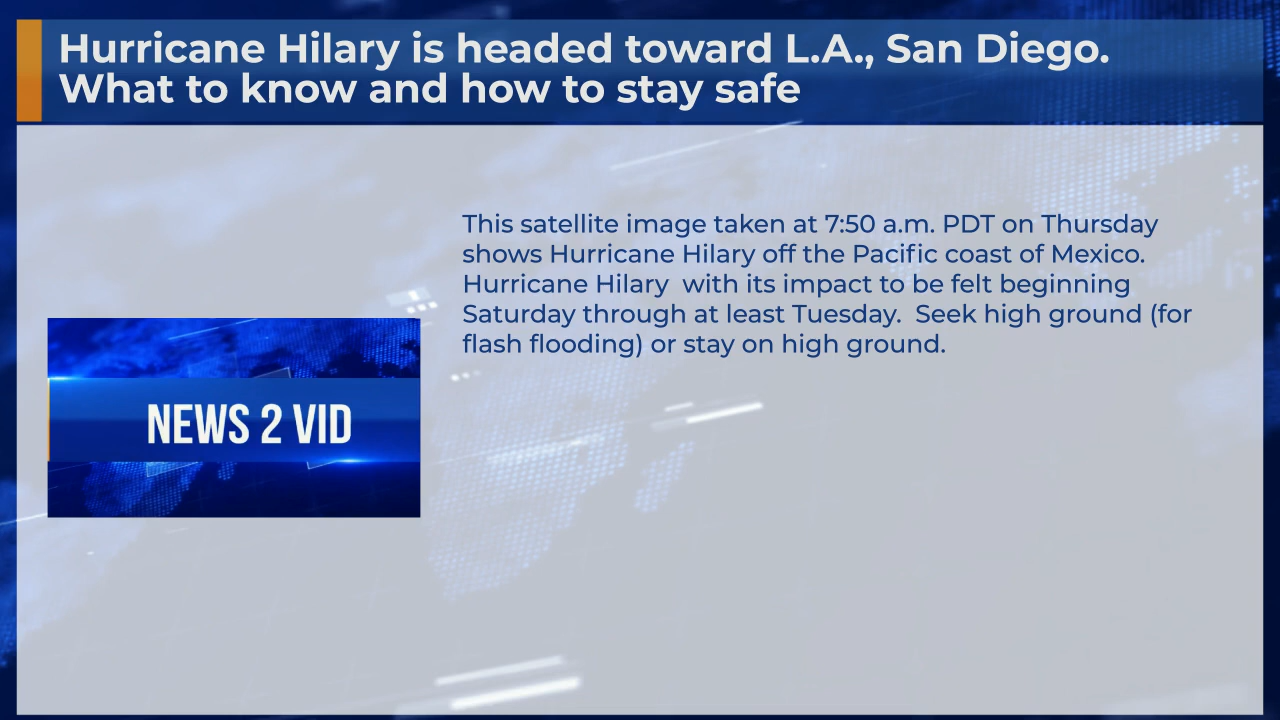 Hurricane Hilary is headed toward L.A., San Diego.
What to know and how to stay safe
This satellite image taken at 7:50 a.m. PDT on Thursday
shows Hurricane Hilary off the Pacific coast of Mexico.
Hurricane Hilary  with its impact to be felt beginning
Saturday through at least Tuesday.  Seek high ground (for
flash flooding) or stay on high ground.
NEWS 2 VID